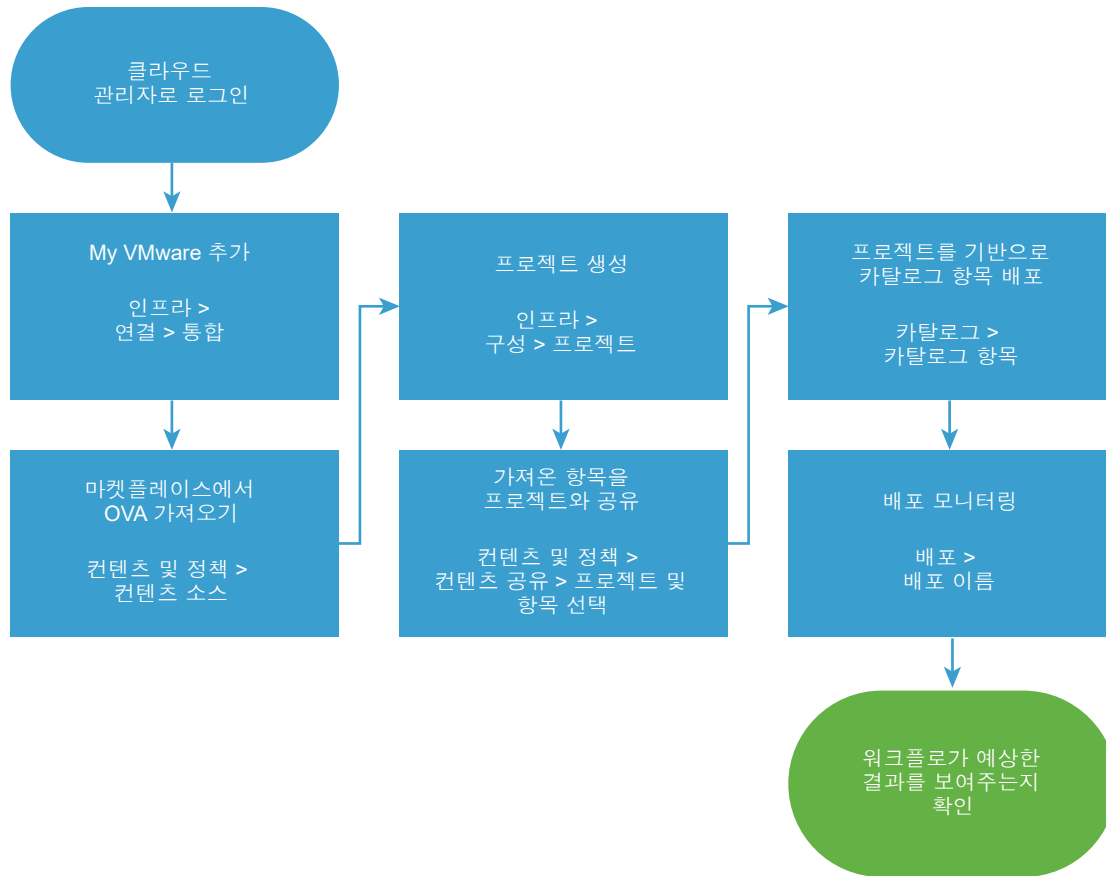 클라우드
관리자로 로그인
My VMware 추가
인프라 >
연결 > 통합
마켓플레이스에서
OVA 가져오기
컨텐츠 및 정책 >
컨텐츠 소스
프로젝트 생성
인프라 >
구성 > 프로젝트
가져온 항목을
프로젝트와 공유
컨텐츠 및 정책 >
컨텐츠 공유 > 프로젝트 및
항목 선택
프로젝트를 기반으로
카탈로그 항목 배포
카탈로그 >
카탈로그 항목
배포 모니터링
배포 >
배포 이름
워크플로가 예상한
결과를 보여주는지
확인